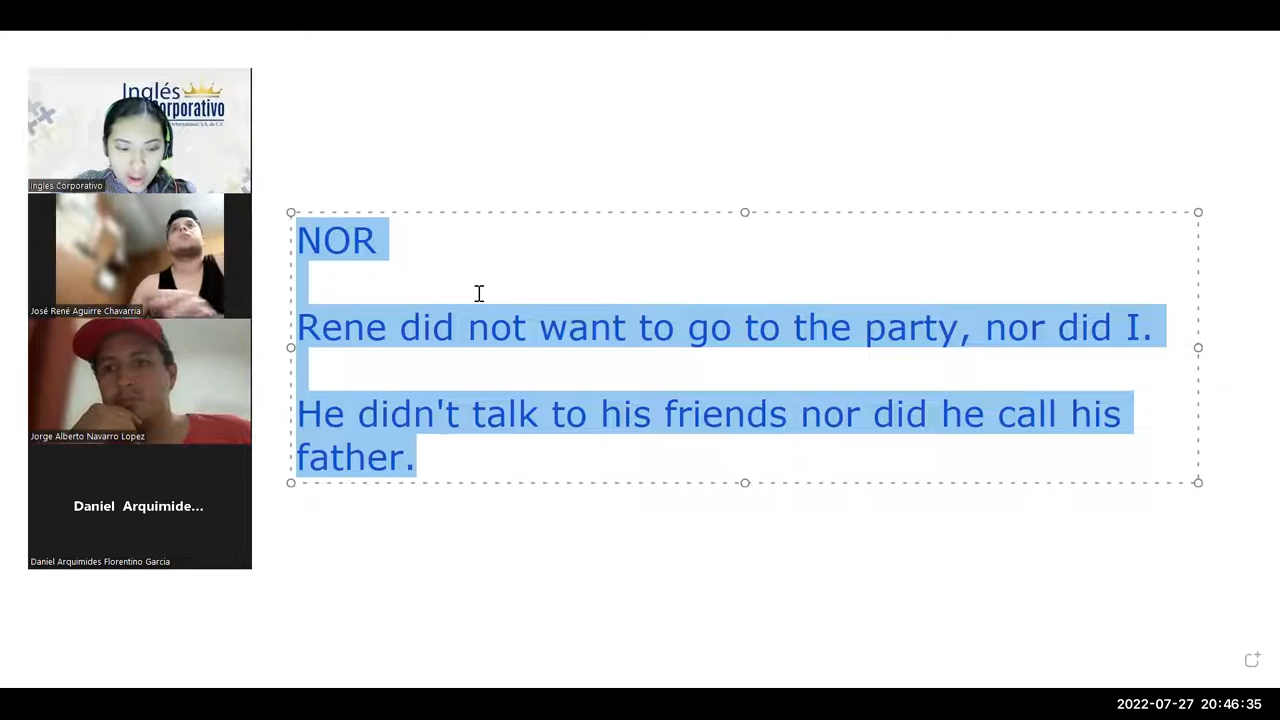 Inglés
Corporativo
Ingles Corporativo
José René Aguirre Chavarría
Jorge Alberto Navarro Lopez
Daniel Arquimide...
Daniel Arquimides Florentino Garcia
NOR
Rene did not want to go to the party, nor did I.
He didn't talk to his friends nor did he call his
father.
2022-07-27 20:46:35